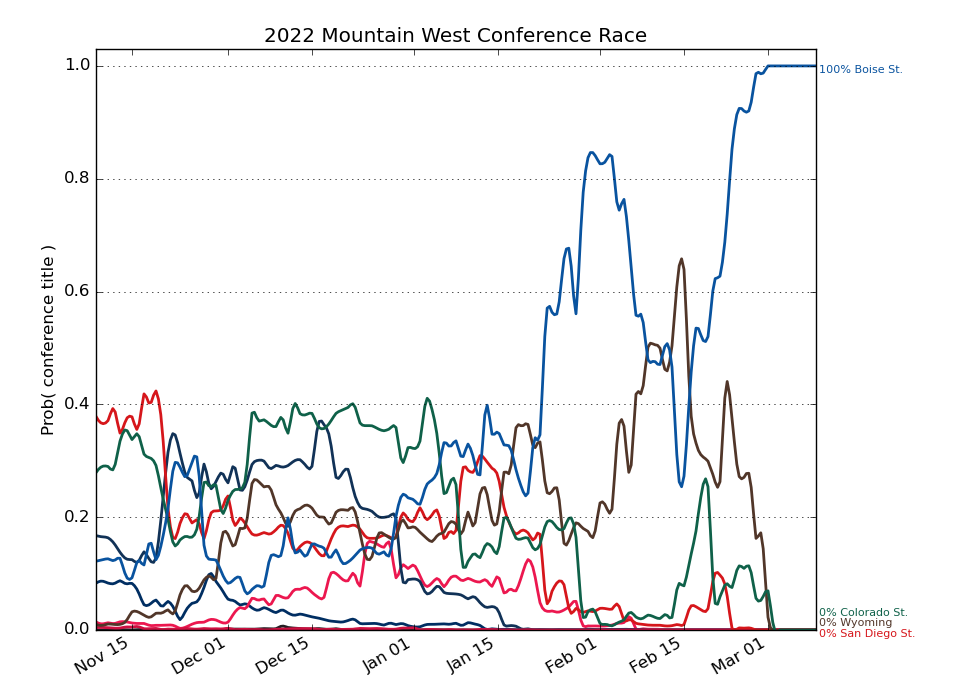 2022 Mountain West Conference Race
Prob( conference title )
1.0
0.8
0.6
0.4
0.2
0.0
100% Boise St.
0% Colorado St.
0% Wyoming
0% San Diego St.
Nov 15
Dec 01
Dec 15
Jan 01
Jan 15
Feb 01
Feb 15
Mar 01